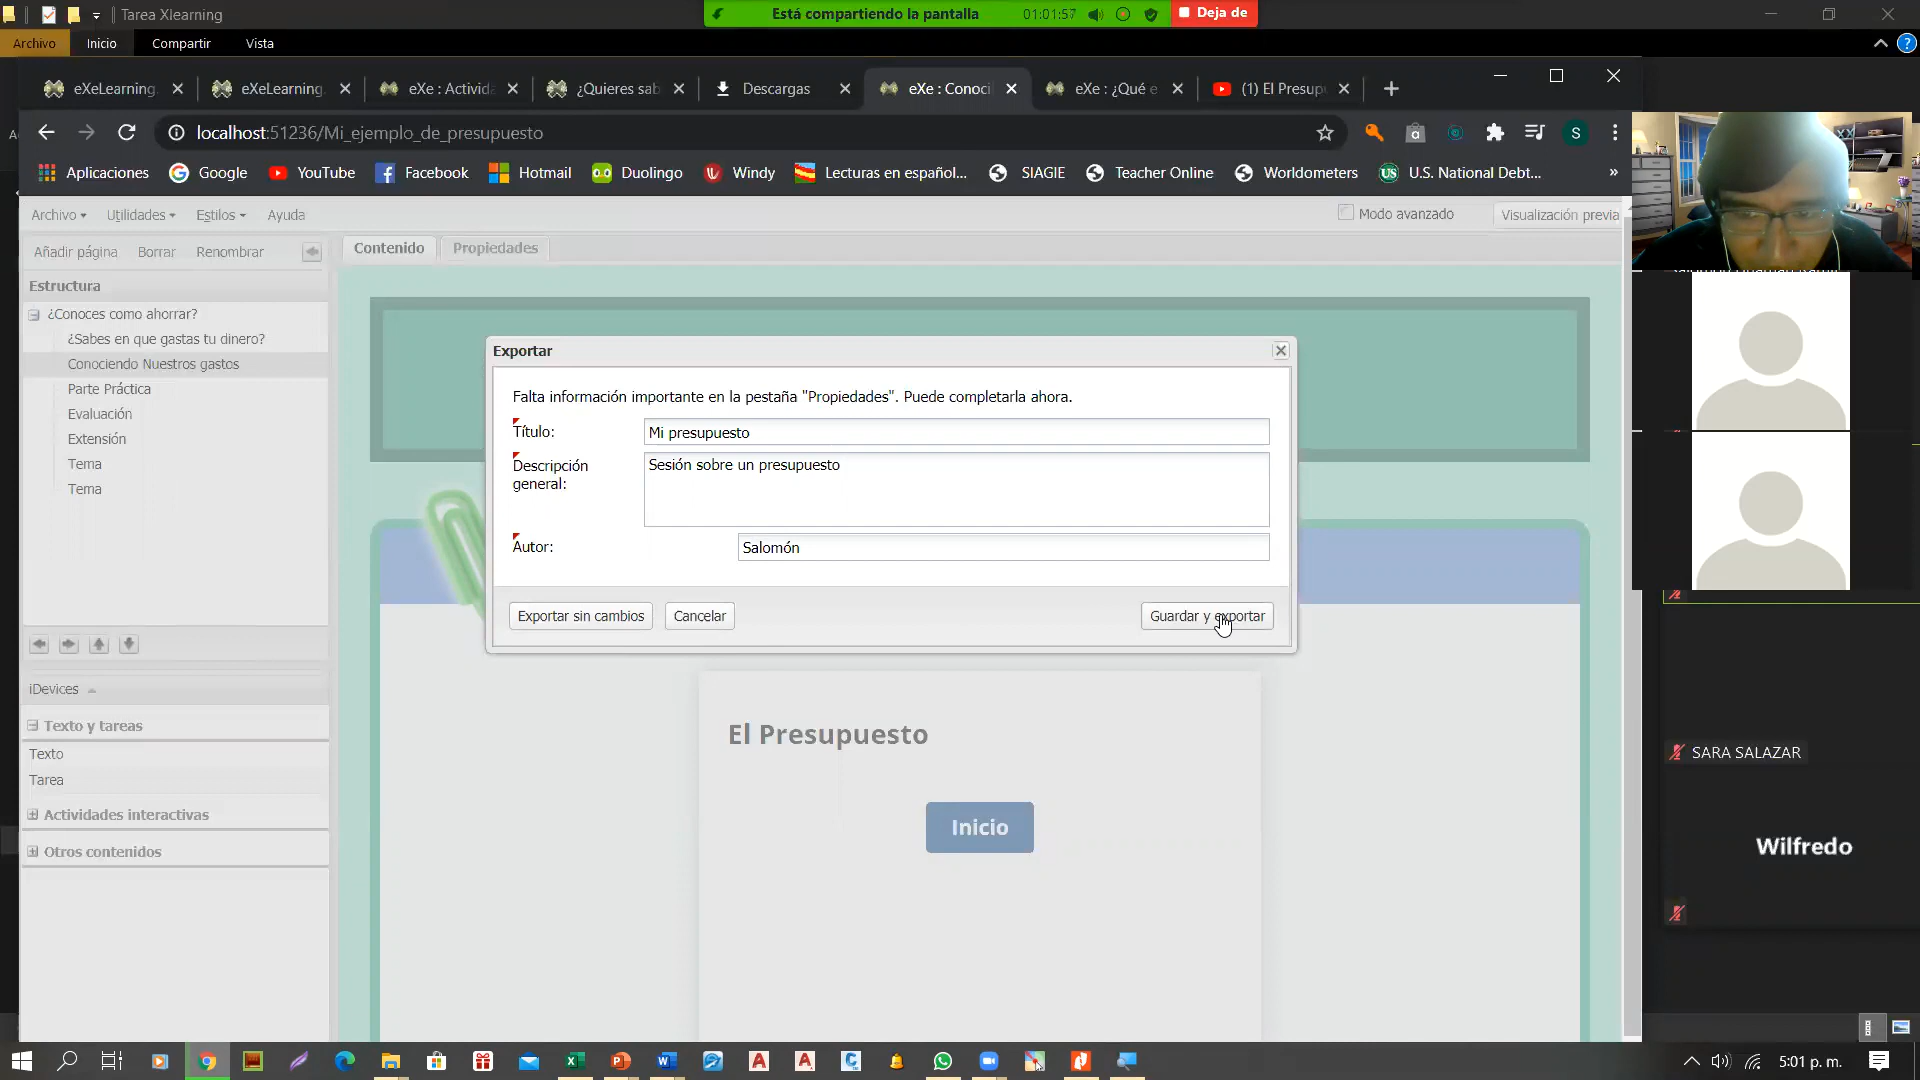 Tarea Xlearning
Está compartiendo la pantalla
01:01:57
Deja de
Archivo
Inicio
Compartir
Vista
eXeLearning.
eXeLearning.
eXe : Activida
¿Quieres sab
Descargas
eXe : Conoci
eXe : ¿Qué e
(1) El Presup
localhost:51236/Mi_ejemplo_de_presupuesto
S
Aplicaciones
Google
YouTube
Facebook
Hotmail
Duolingo
Windy
Lecturas en español...
SIAGIE
Teacher Online
Worldometers
U.S. National Debt...
»
Archivo
Utilidades
Estilos
Ayuda
Modo avanzado
Visualización previa
Añadir página
Borrar
Renombrar
Contenido
Propiedades
Estructura
¿Conoces como ahorrar?
¿Sabes en que gastas tu dinero?
Conociendo Nuestros gastos
Parte Práctica
Evaluación
Extensión
Tema
Tema
Exportar
Falta información importante en la pestaña "Propiedades". Puede completarla ahora.
Título:
Mi presupuesto
Descripción general:
Sesión sobre un presupuesto
Autor:
Salomón
Exportar sin cambios
Cancelar
Guardar y exportar
iDevices
Texto y tareas
Texto
Tarea
Actividades interactivas
Otros contenidos
El Presupuesto
Inicio
SARA SALAZAR
Wilfredo
5:01 p. m.